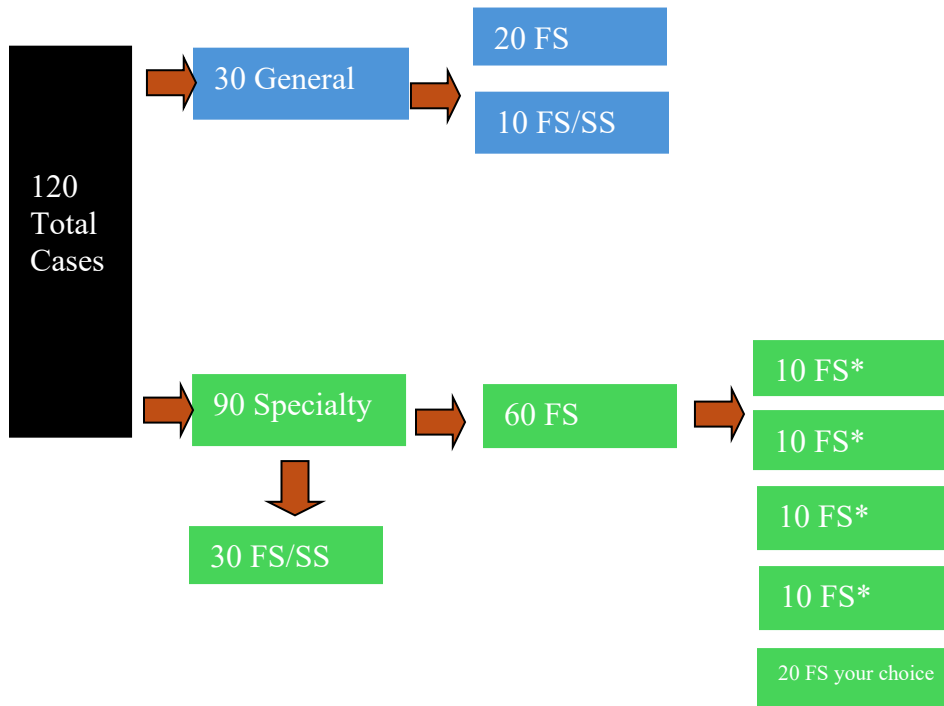 120
Total
Cases
30 General
20 FS
10 FS/SS
90 Specialty
60 FS
30 FS/SS
10 FS*
10 FS*
10 FS*
10 FS*
20 FS your choice